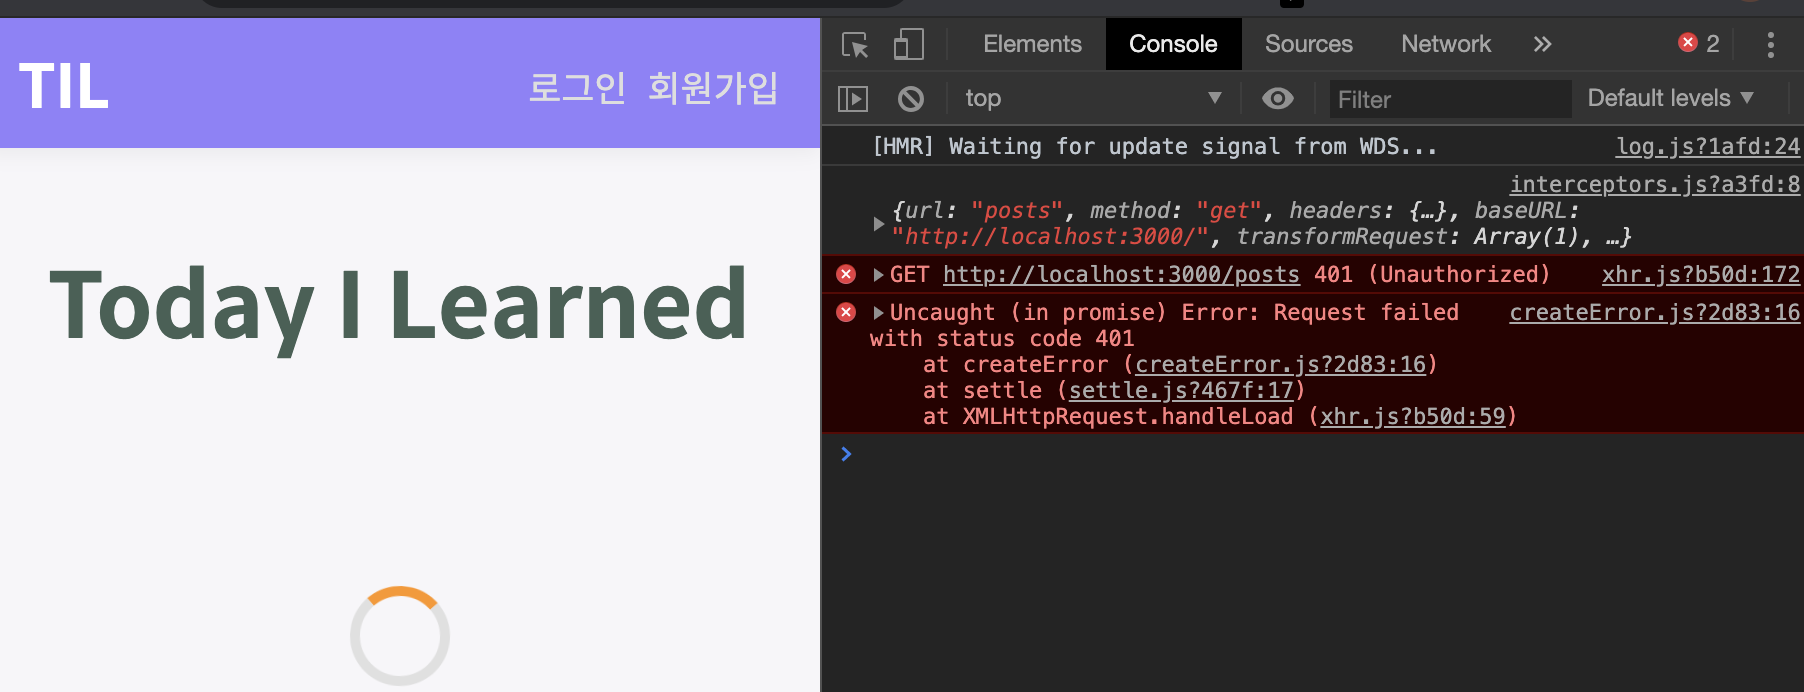 TIL
로그인 회원가입
Today I Learned
Elements Console Sources Network 2
top Filter Default levels
[HMR] Waiting for update signal from WDS... log.js?1afd:24
interceptors.js?a3fd:8
{url: "posts", method: "get", headers: {…}, baseURL:
"http://localhost:3000/", transformRequest: Array(1), …}
GET http://localhost:3000/posts 401 (Unauthorized) xhr.js?b50d:172
Uncaught (in promise) Error: Request failed createError.js?2d83:16
with status code 401
at createError (createError.js?2d83:16)
at settle (settle.js?467f:17)
at XMLHttpRequest.handleLoad (xhr.js?b50d:59)